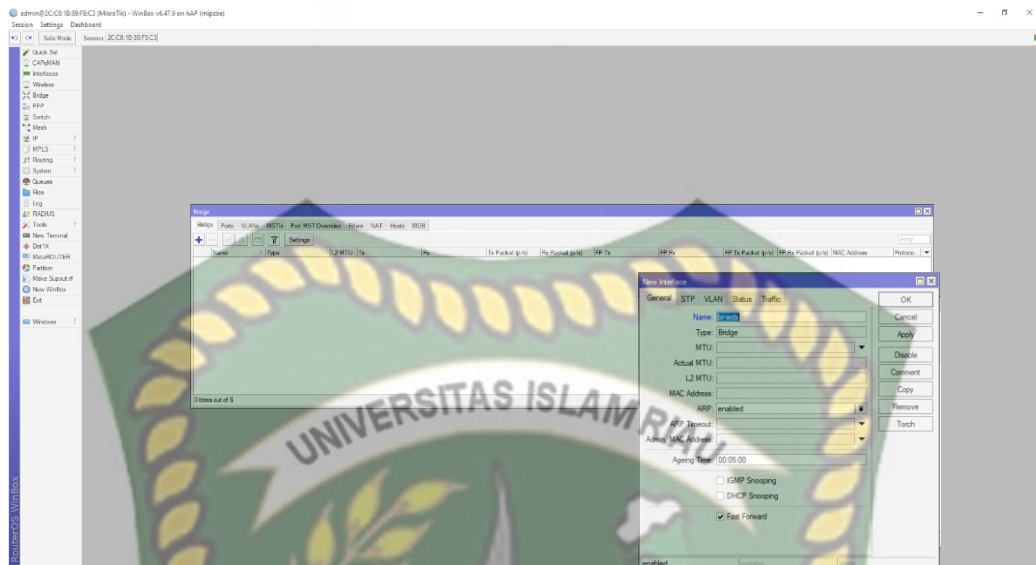 admin@2C:C8:1B:89:F8:C3 (MikroTik) - WinBox v6.47.9 on hAP (mipsbe)
Session Settings Dashboard
Safe Mode Session: 2C:C8:1B:89:F8:C3
Quick Set
CAPsMAN
Interfaces
Wireless
Bridge
PPP
Switch
Mesh
IP
MPLS
Routing
System
Queues
Files
Log
RADIUS
Tools
New Terminal
Dot1X
MetaROUTER
Partition
Make Supout.rif
New WinBox
Exit
Windows
RouterOS WinBox
Bridge
Bridge Ports VLANs MSTIs Port MST Overrides Filters NAT Hosts MDB
Settings Find
Name Type L2 MTU Tx Rx Tx Packet (p/s) Rx Packet (p/s) FP Tx FP Rx FP Tx Packet (p/s) FP Rx Packet (p/s) MAC Address Protoco...
0 items out of 6
New Interface
General STP VLAN Status Traffic
Name: br-wds
Type: Bridge
MTU:
Actual MTU:
L2 MTU:
MAC Address:
ARP: enabled
ARP Timeout:
Admin. MAC Address:
Ageing Time: 00:05:00
IGMP Snooping
DHCP Snooping
Fast Forward
enabled running
OK
Cancel
Apply
Disable
Comment
Copy
Remove
Torch
UNIVERSITAS ISLAM RIAU